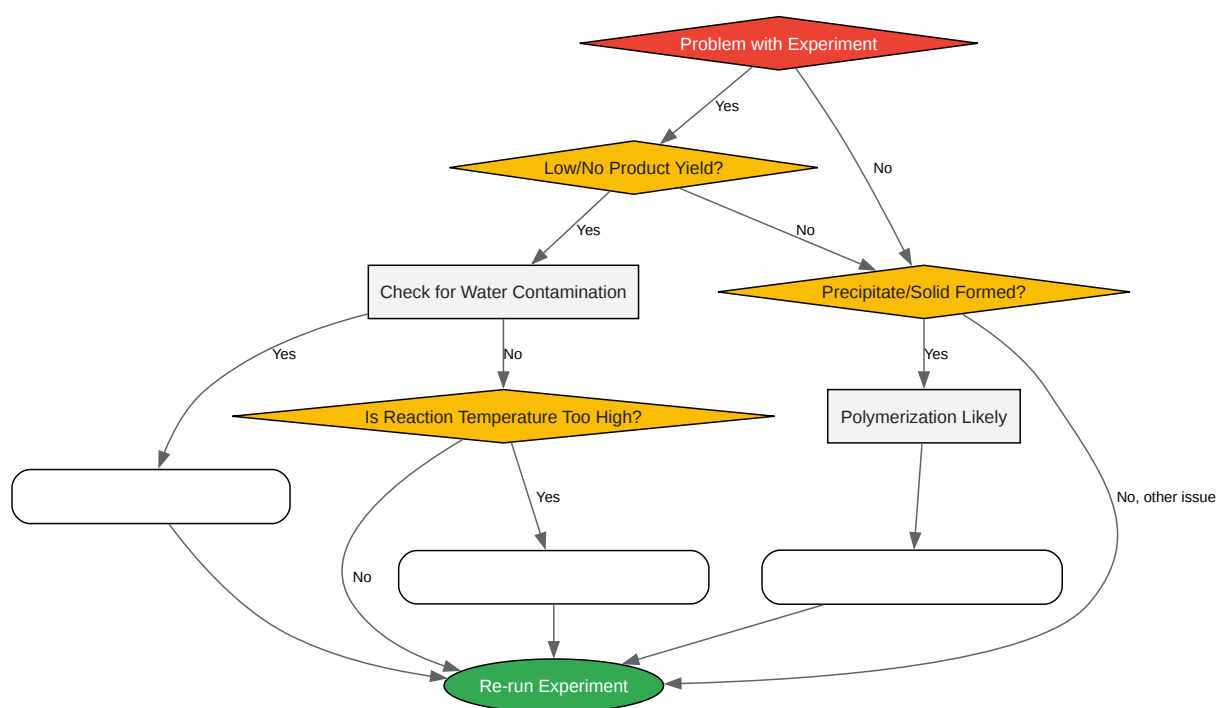 Problem with Experiment
Yes
Low/No Product Yield?
No
Yes
No
Check for Water Contamination
Precipitate/Solid Formed?
Yes
No
Yes
Is Reaction Temperature Too High?
Polymerization Likely
Yes
No, other issue
No
Re-run Experiment